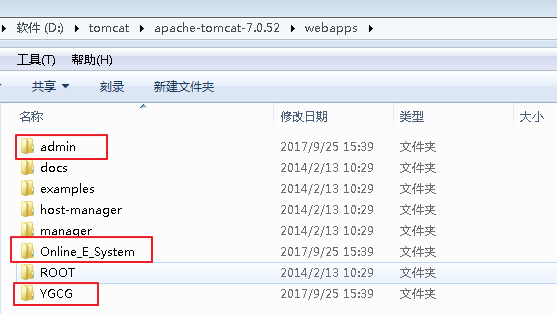 软件 (D:) ▸ tomcat ▸ apache-tomcat-7.0.52 ▸ webapps ▸
工具(T) 帮助(H)
共享 ▼ 刻录 新建文件夹
名称 修改日期 类型 大小
admin 2017/9/25 15:39 文件夹
docs 2014/2/13 10:29 文件夹
examples 2014/2/13 10:29 文件夹
host-manager 2014/2/13 10:29 文件夹
manager 2014/2/13 10:29 文件夹
Online_E_System 2017/9/25 15:39 文件夹
ROOT 2014/2/13 10:29 文件夹
YGCG 2017/9/25 15:39 文件夹